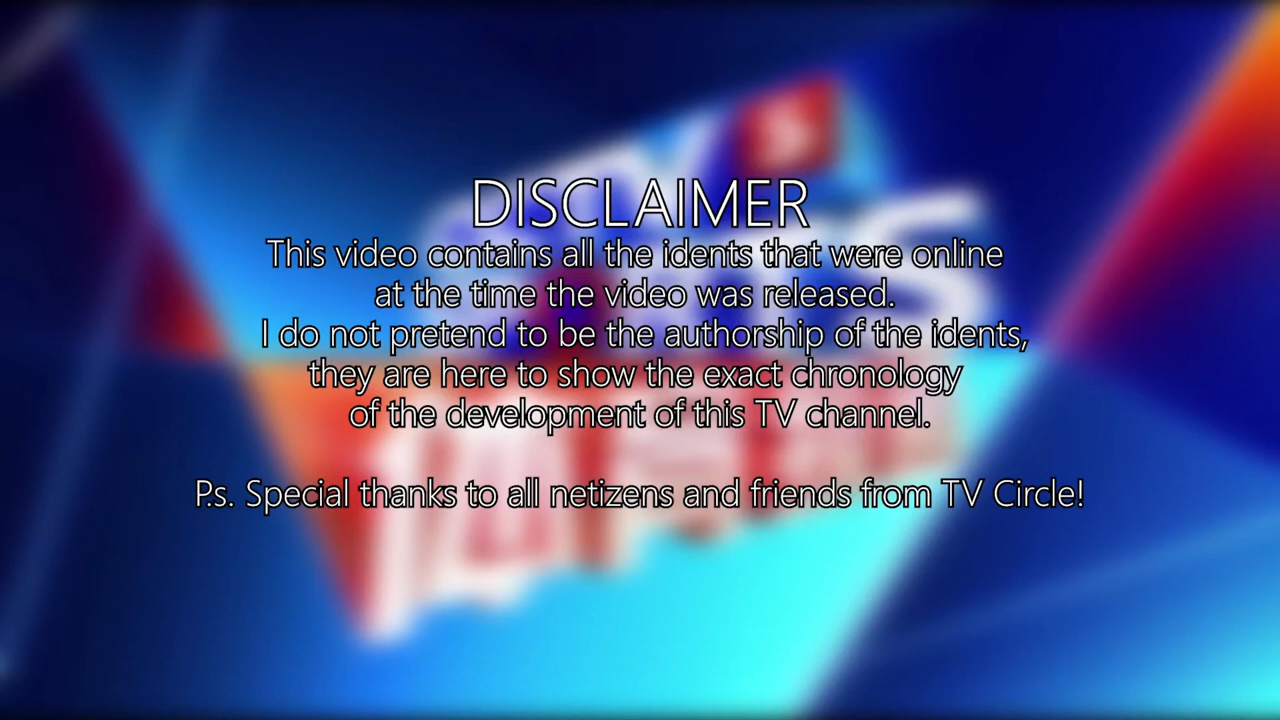 DISCLAIMER
This video contains all the idents that were online
at the time the video was released.
I do not pretend to be the authorship of the idents,
they are here to show the exact chronology
of the development of this TV channel.
P.s. Special thanks to all netizens and friends from TV Circle!